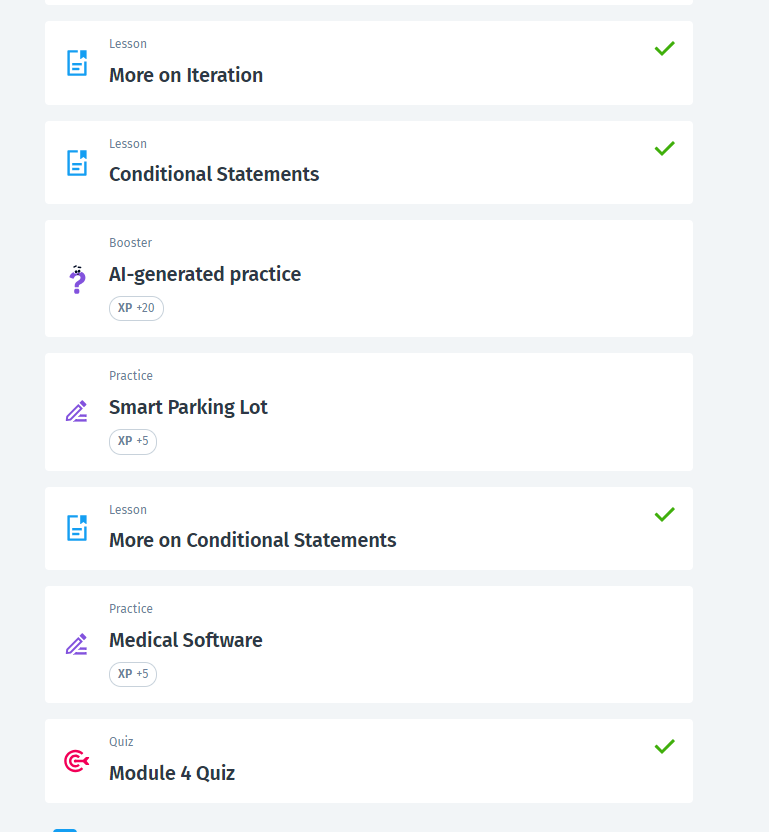 Lesson
More on Iteration
Lesson
Conditional Statements
Booster
AI-generated practice
XP +20
Practice
Smart Parking Lot
XP +5
Lesson
More on Conditional Statements
Practice
Medical Software
XP +5
Quiz
Module 4 Quiz